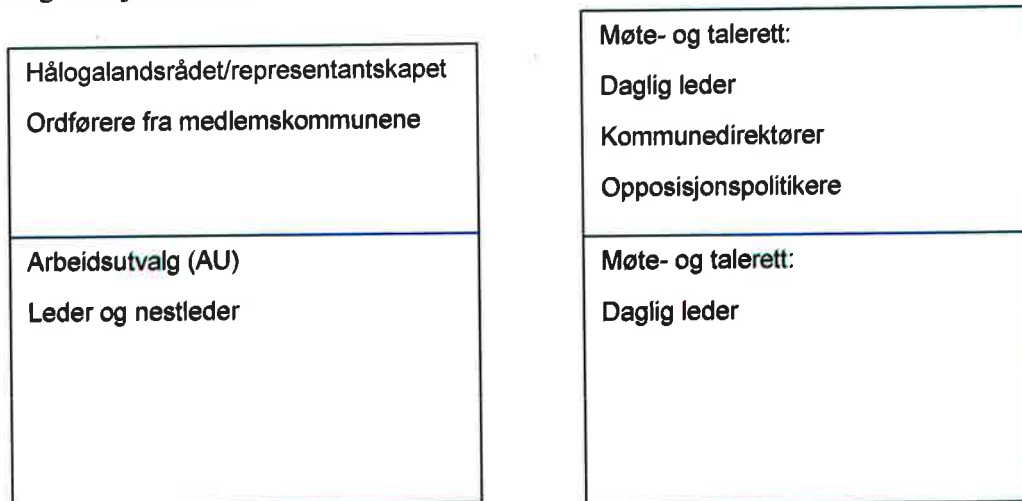 Hålogalandsrådet/representantskapet
Ordførere fra medlemskommunene
Møte- og talerett:
Daglig leder
Kommunedirektører
Opposisjonspolitikere
Arbeidsutvalg (AU)
Leder og nestleder
Møte- og talerett:
Daglig leder